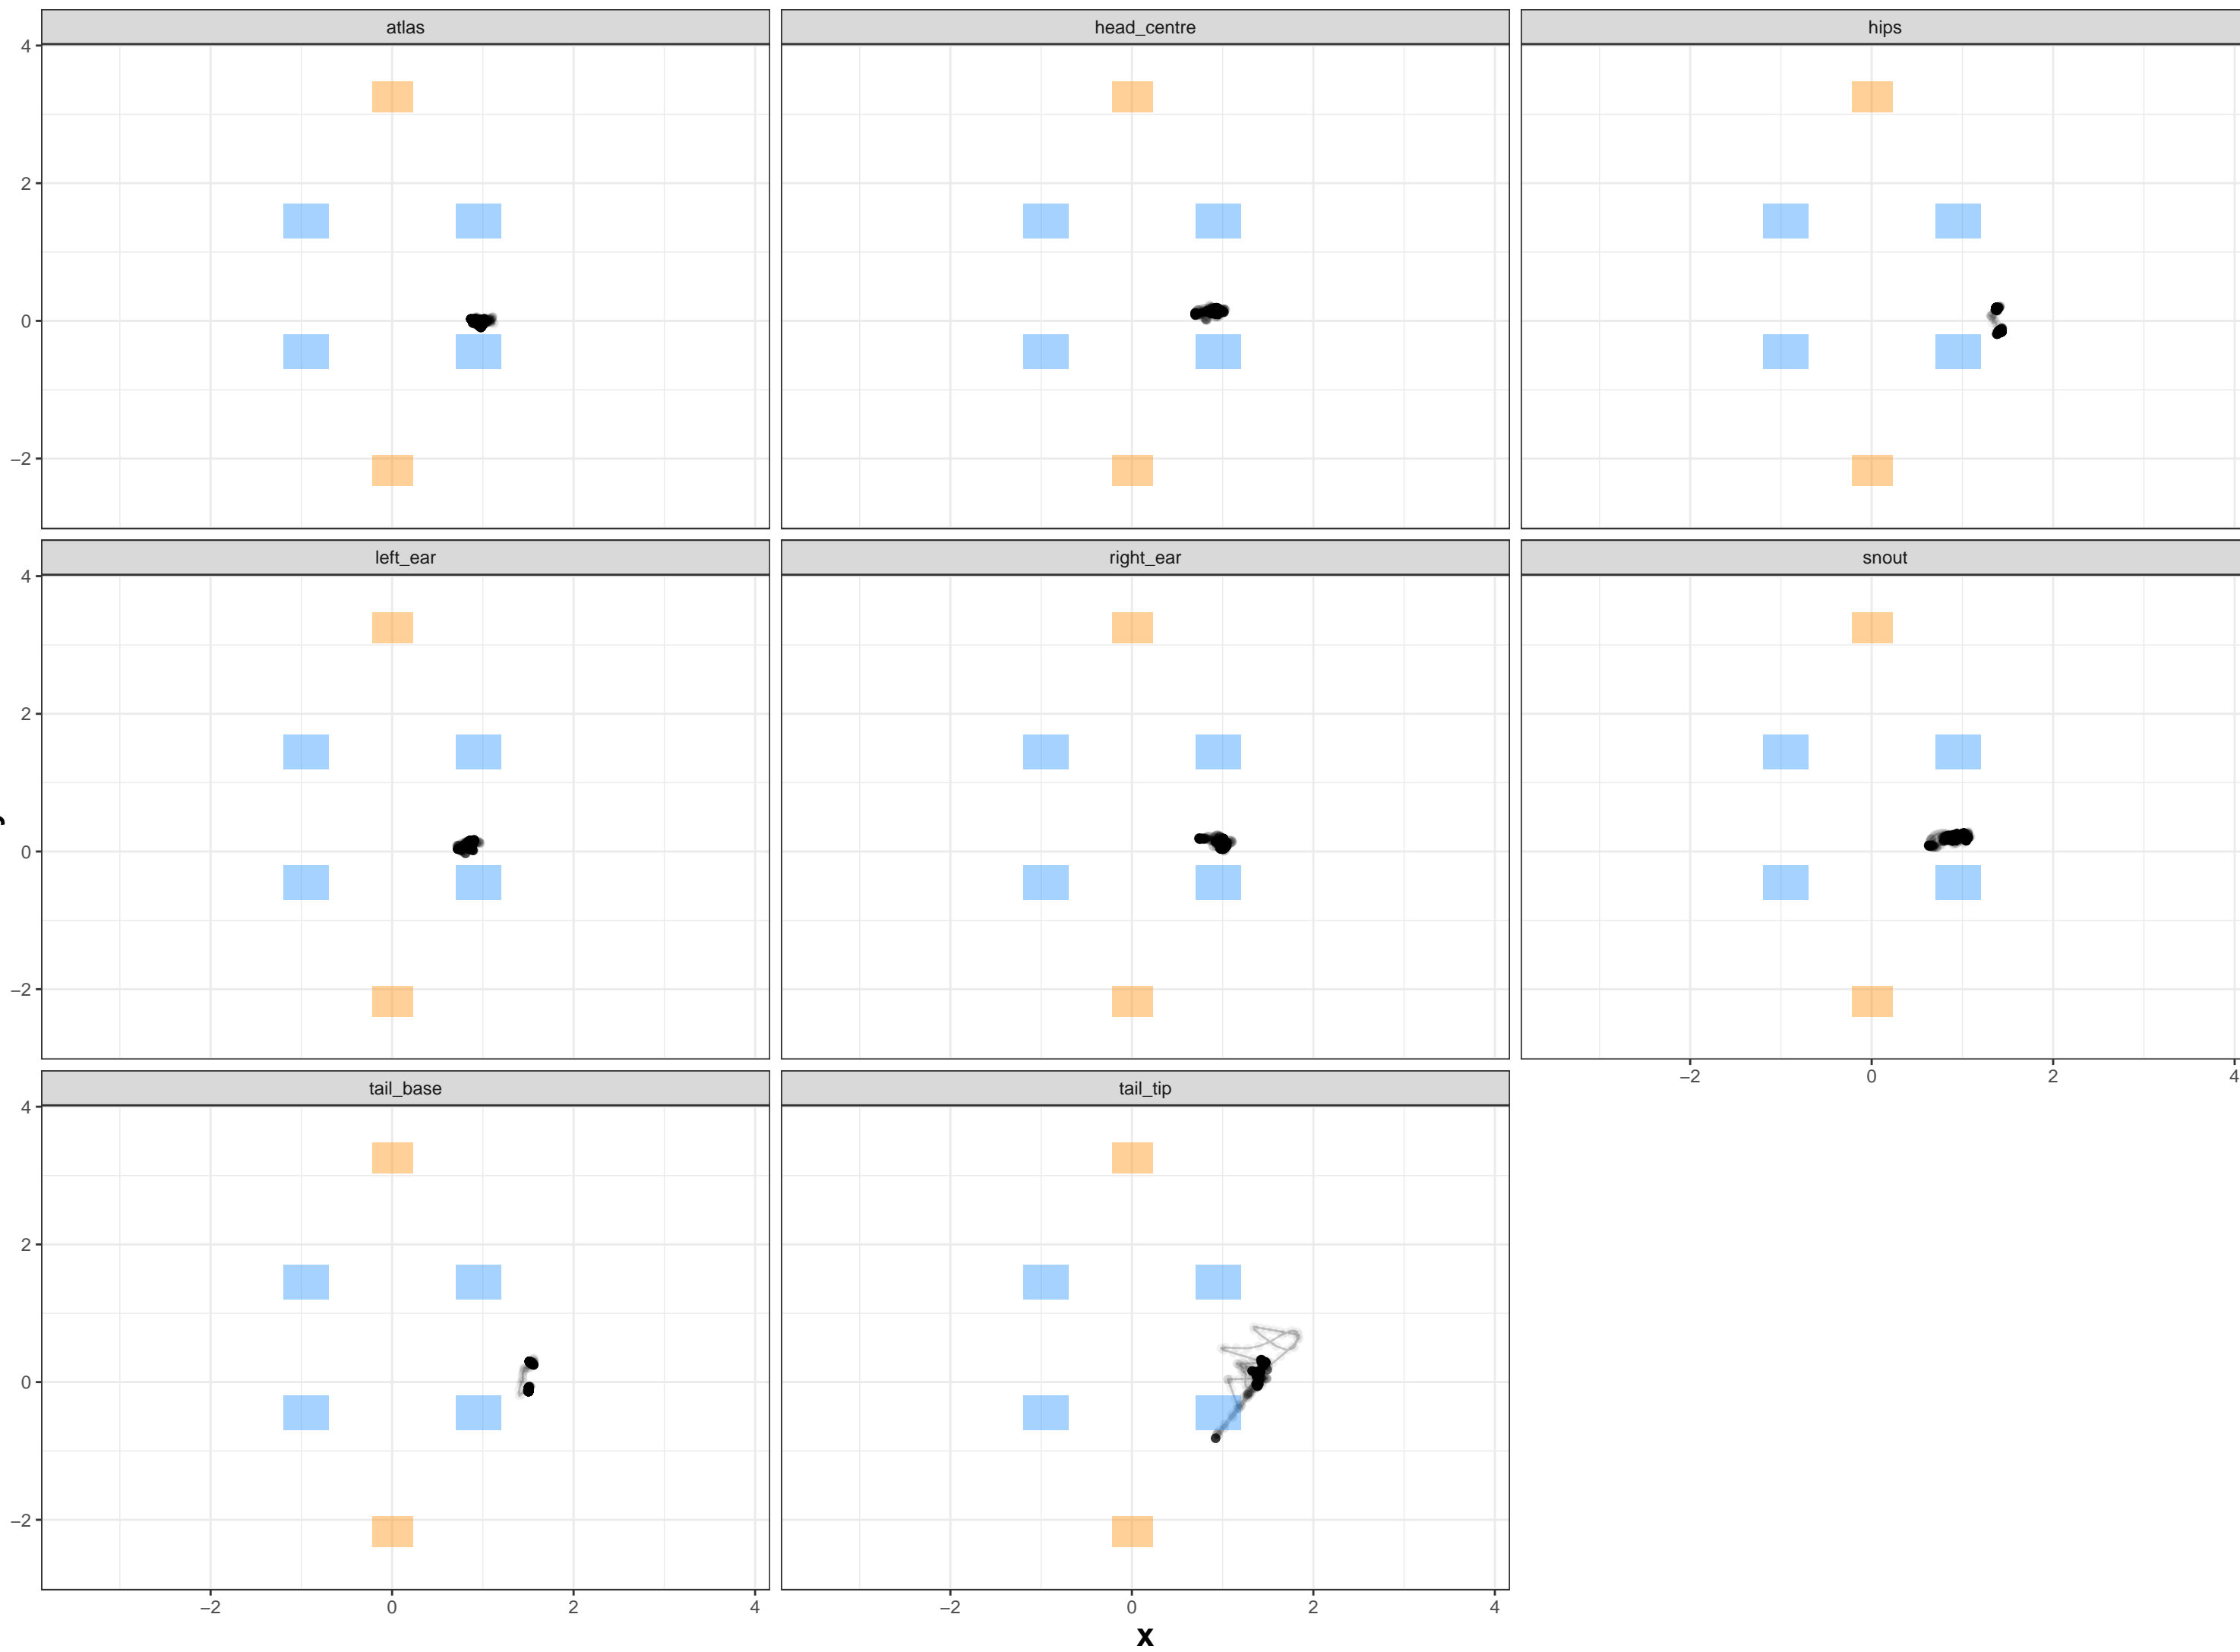 atlas head_centre hips
4
2
0
−2
left_ear right_ear snout
4
2
0
−2
−2 0 2 4
tail_base tail_tip
4
2
0
−2
−2 0 2 4 −2 0 2 4
x